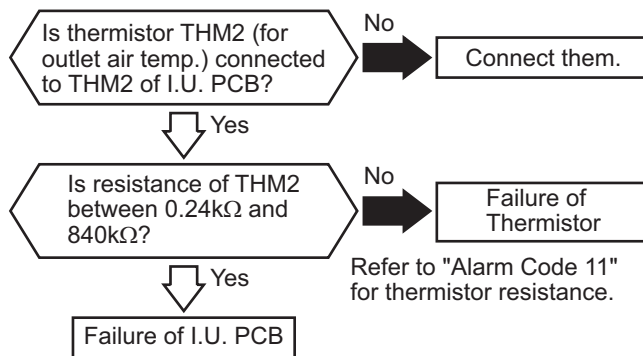 Is thermistor THM2 (for
outlet air temp.) connected
to THM2 of I.U. PCB?
No
Connect them.
Yes
Is resistance of THM2
between 0.24kΩ and
840kΩ?
No
Failure of
Thermistor
Refer to "Alarm Code 11"
for thermistor resistance.
Yes
Failure of I.U. PCB